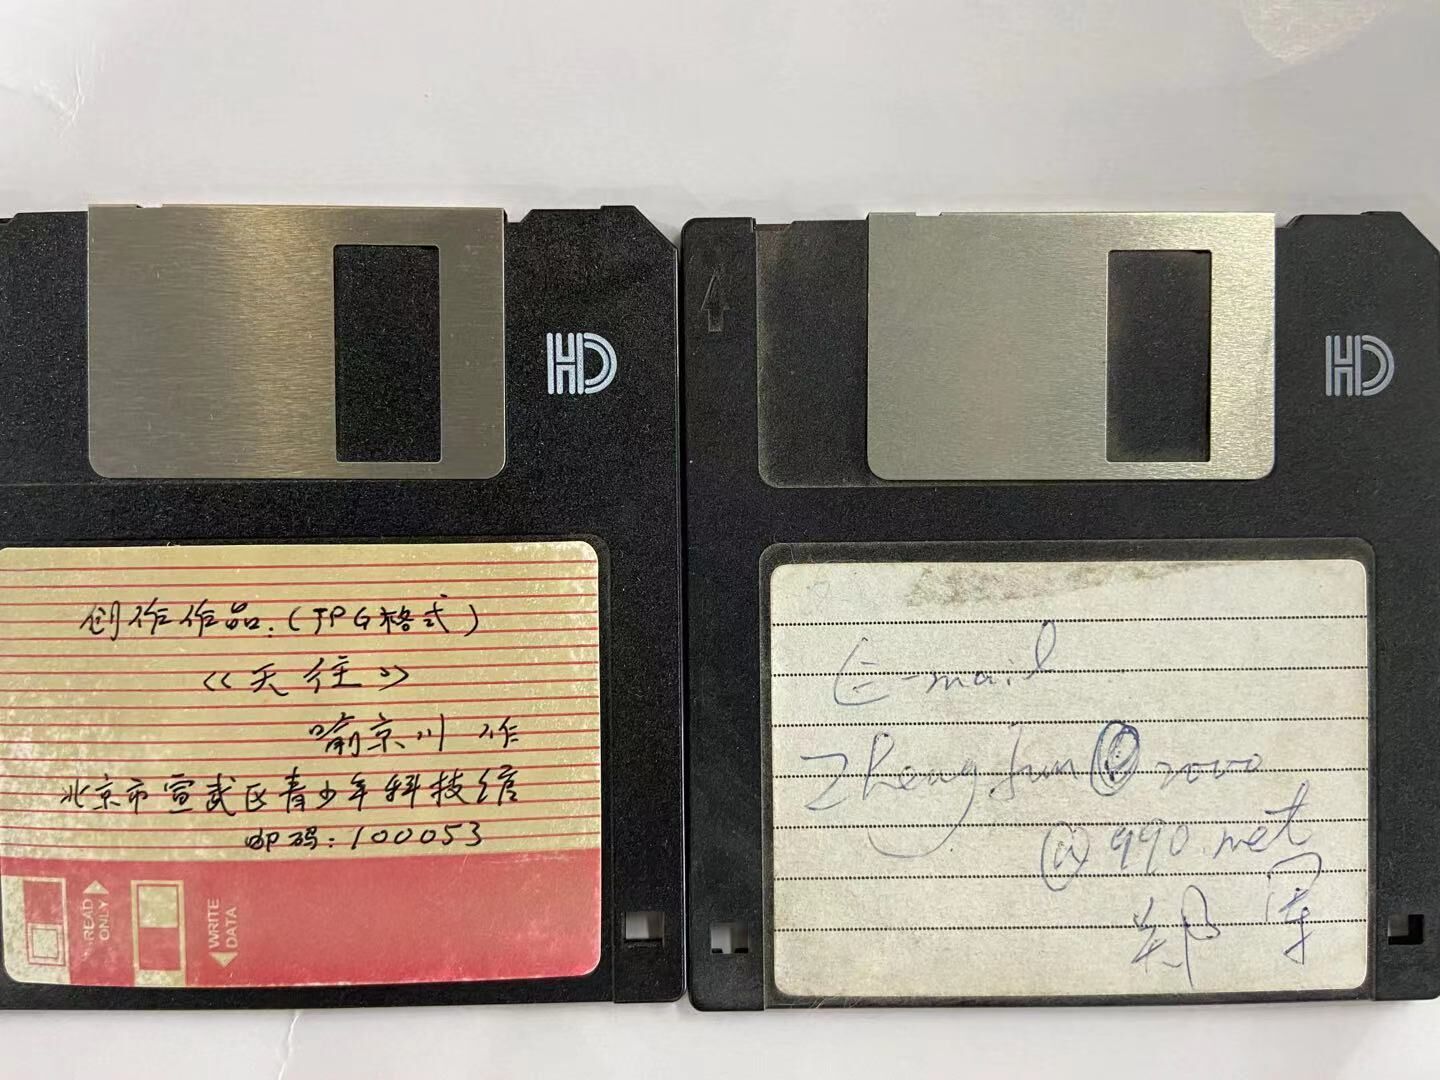 HD
创作作品:(JPG格式)
《天往》
喻京川 作
北京市宣武区青少年科技馆
邮码:100053
READ ONLY
WRITE DATA
HD
E-mail
Zhengjun 2000
@990.net
郑军